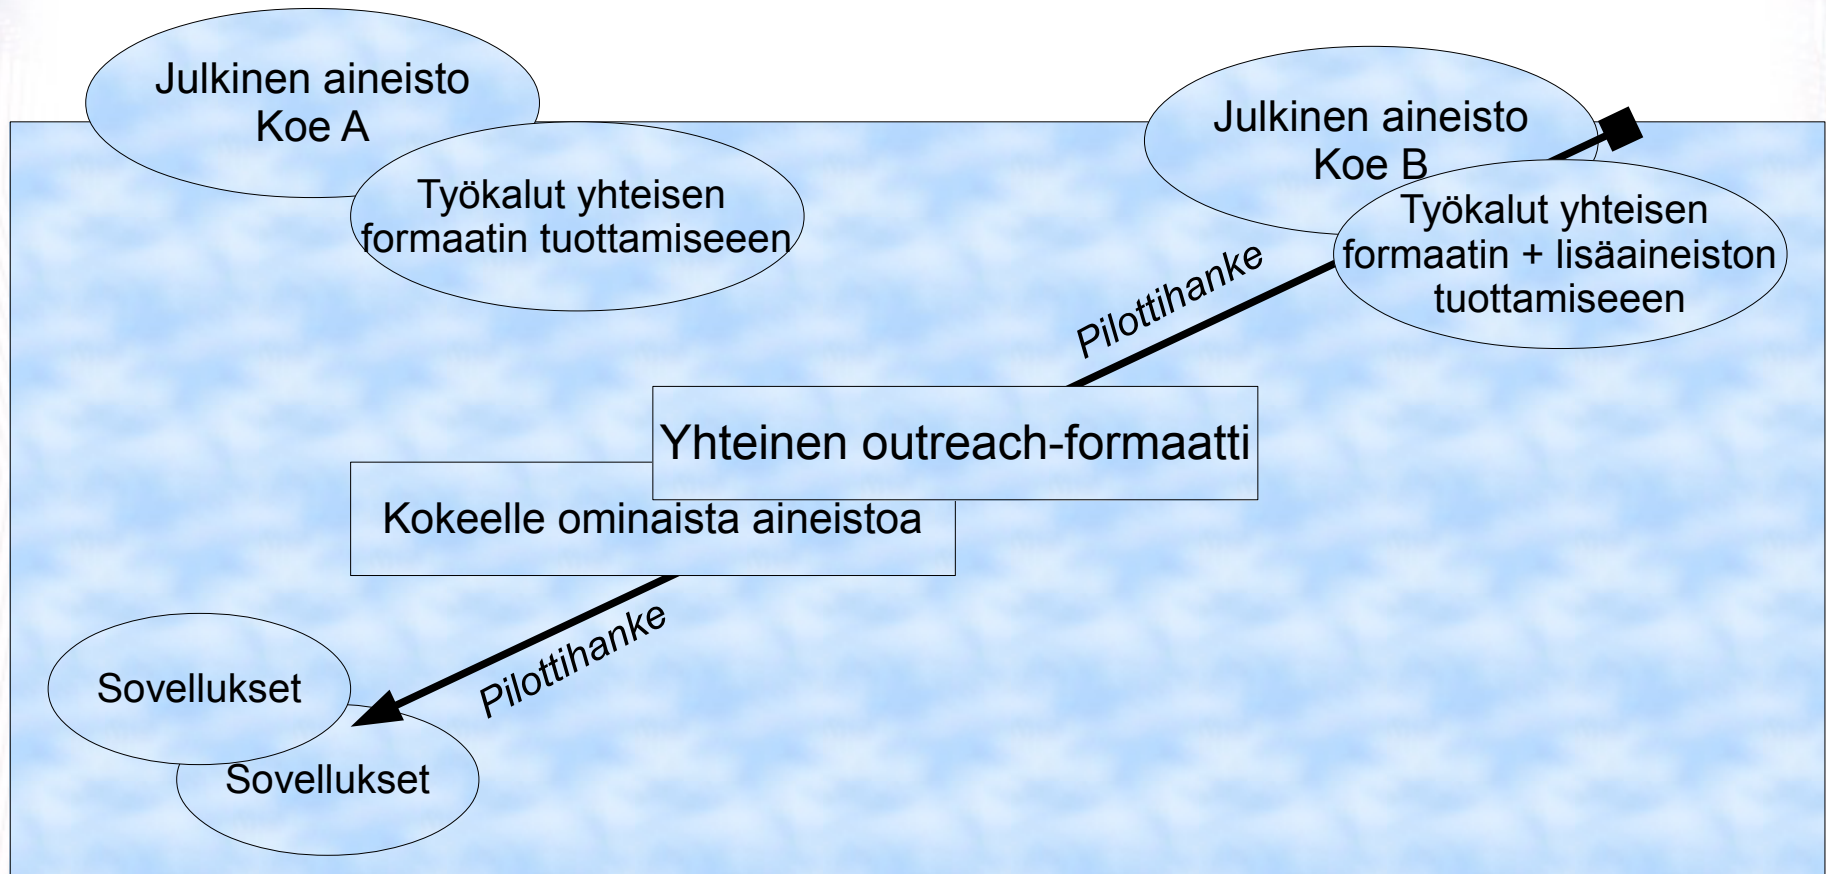 Julkinen aineisto
Koe A
Työkalut yhteisen
formaatin tuottamiseeen
Julkinen aineisto
Koe B
Työkalut yhteisen
formaatin + lisäaineiston
tuottamiseeen
Pilottihanke
Yhteinen outreach-formaatti
Kokeelle ominaista aineistoa
Pilottihanke
Sovellukset
Sovellukset